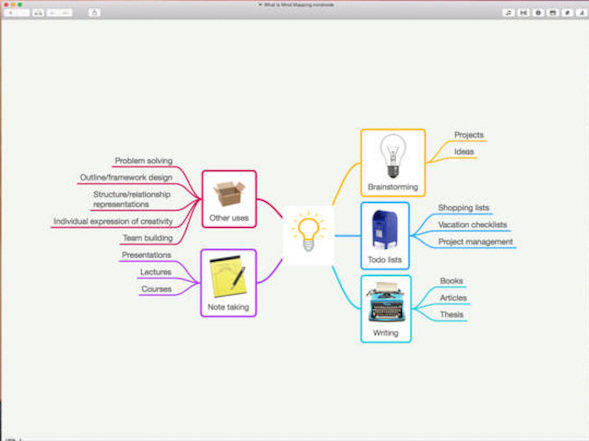 What is Mind Mapping.mindnode
Problem solving
Outline/framework design
Structure/relationship
representations
Individual expression of creativity
Team building
Other uses
Presentations
Lectures
Courses
Note taking
Projects
Ideas
Brainstorming
Shopping lists
Vacation checklists
Project management
Todo lists
Books
Articles
Thesis
Writing